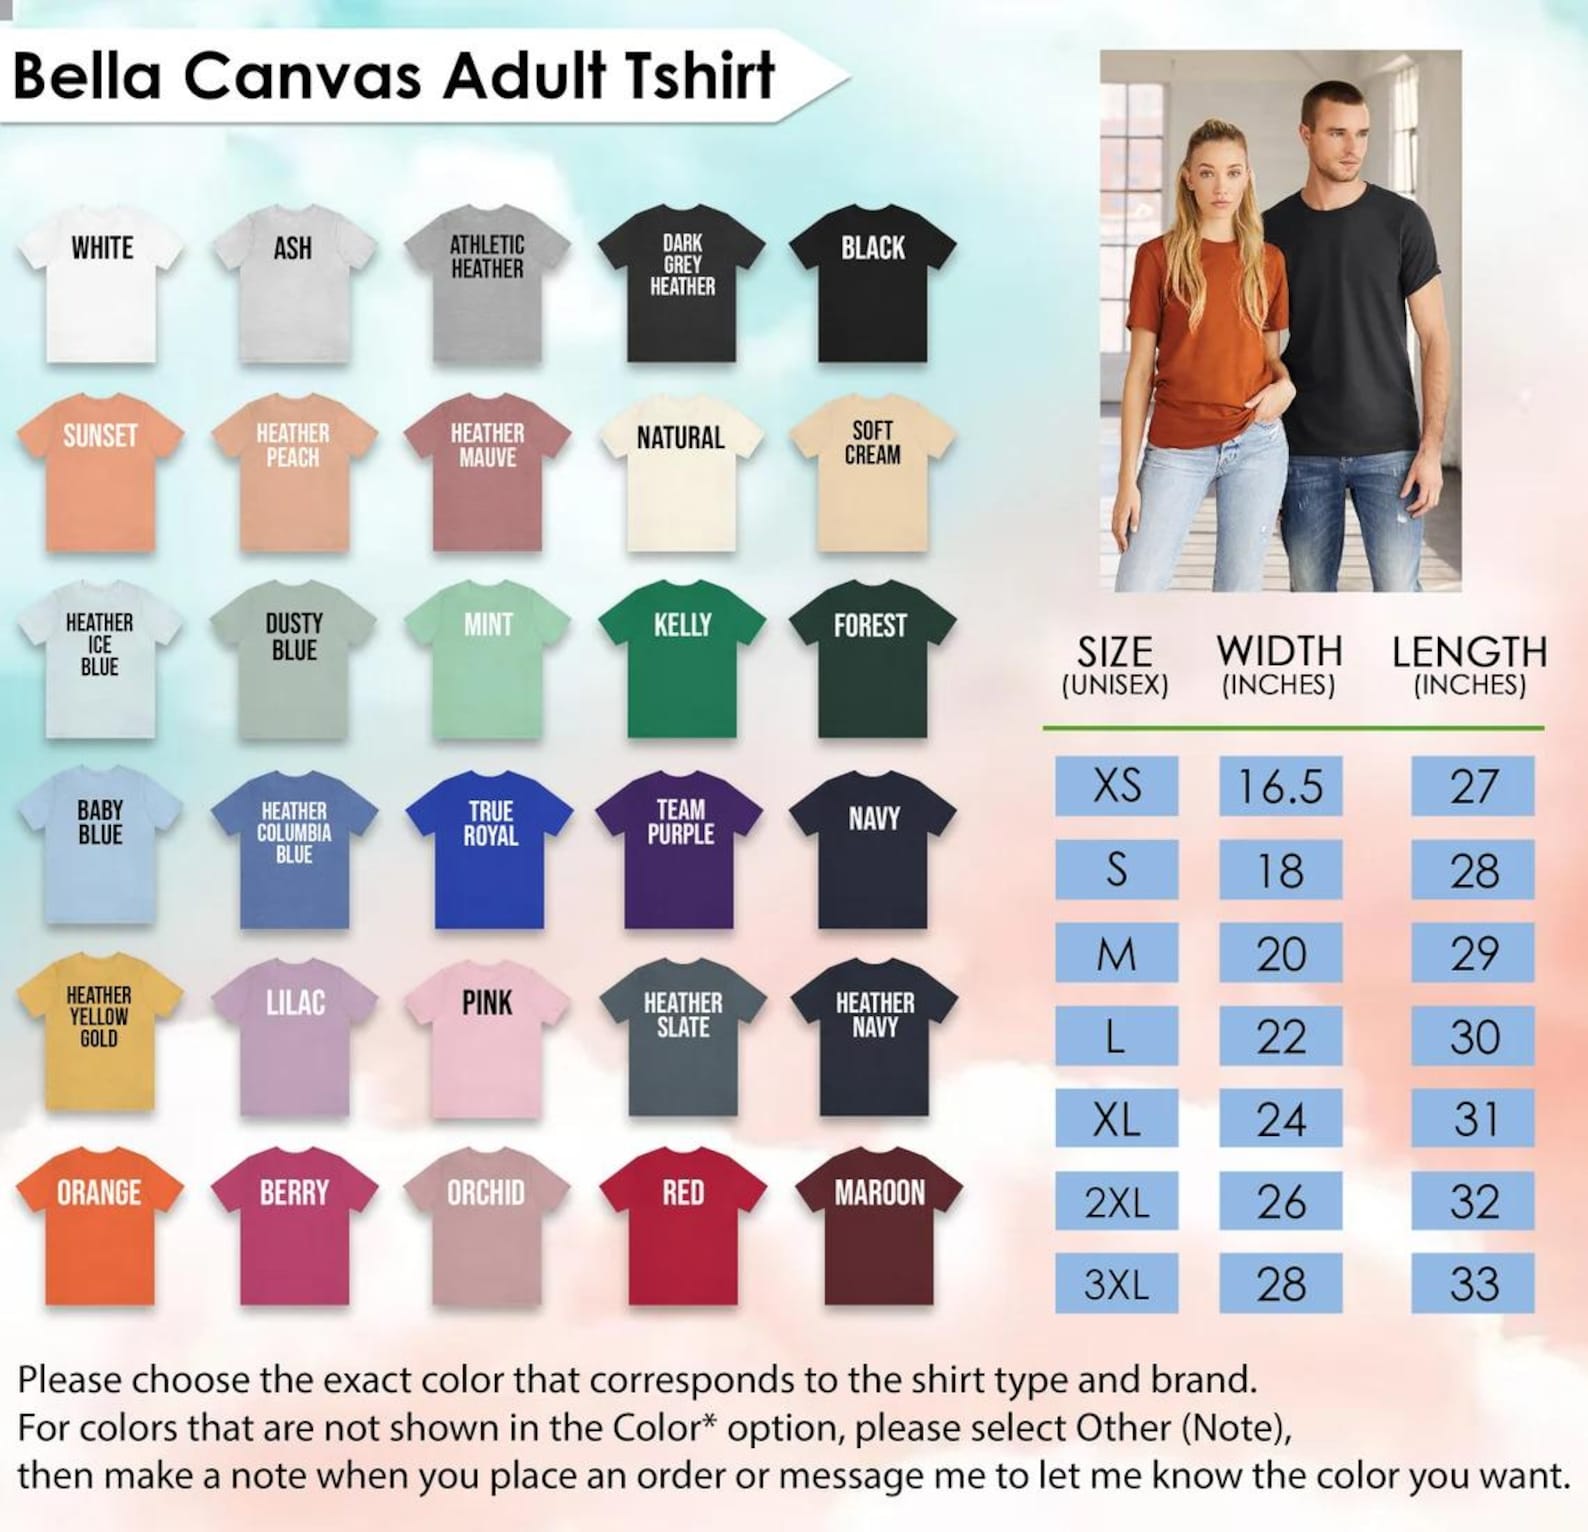 Bella Canvas Adult Tshirt
WHITE
ASH
ATHLETIC
HEATHER
DARK
GREY
HEATHER
BLACK
SUNSET
HEATHER
PEACH
HEATHER
MAUVE
NATURAL
SOFT
CREAM
HEATHER
ICE
BLUE
DUSTY
BLUE
MINT
KELLY
FOREST
BABY
BLUE
HEATHER
COLUMBIA
BLUE
TRUE
ROYAL
TEAM
PURPLE
NAVY
HEATHER
YELLOW
GOLD
LILAC
PINK
HEATHER
SLATE
HEATHER
NAVY
ORANGE
BERRY
ORCHID
RED
MAROON
SIZE WIDTH LENGTH
(UNISEX) (INCHES) (INCHES)
XS 16.5 27
S 18 28
M 20 29
L 22 30
XL 24 31
2XL 26 32
3XL 28 33
Please choose the exact color that corresponds to the shirt type and brand.
For colors that are not shown in the Color* option, please select Other (Note),
then make a note when you place an order or message me to let me know the color you want.